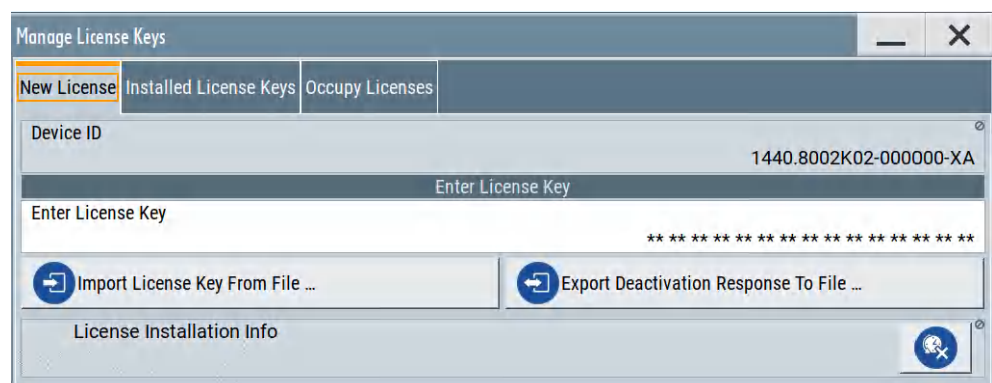 Manage License Keys
New License Installed License Keys Occupy Licenses
Device ID
1440.8002K02-000000-XA
Enter License Key
Enter License Key
** ** ** ** ** ** ** ** ** ** ** ** ** ** **
Import License Key From File ...
Export Deactivation Response To File ...
License Installation Info